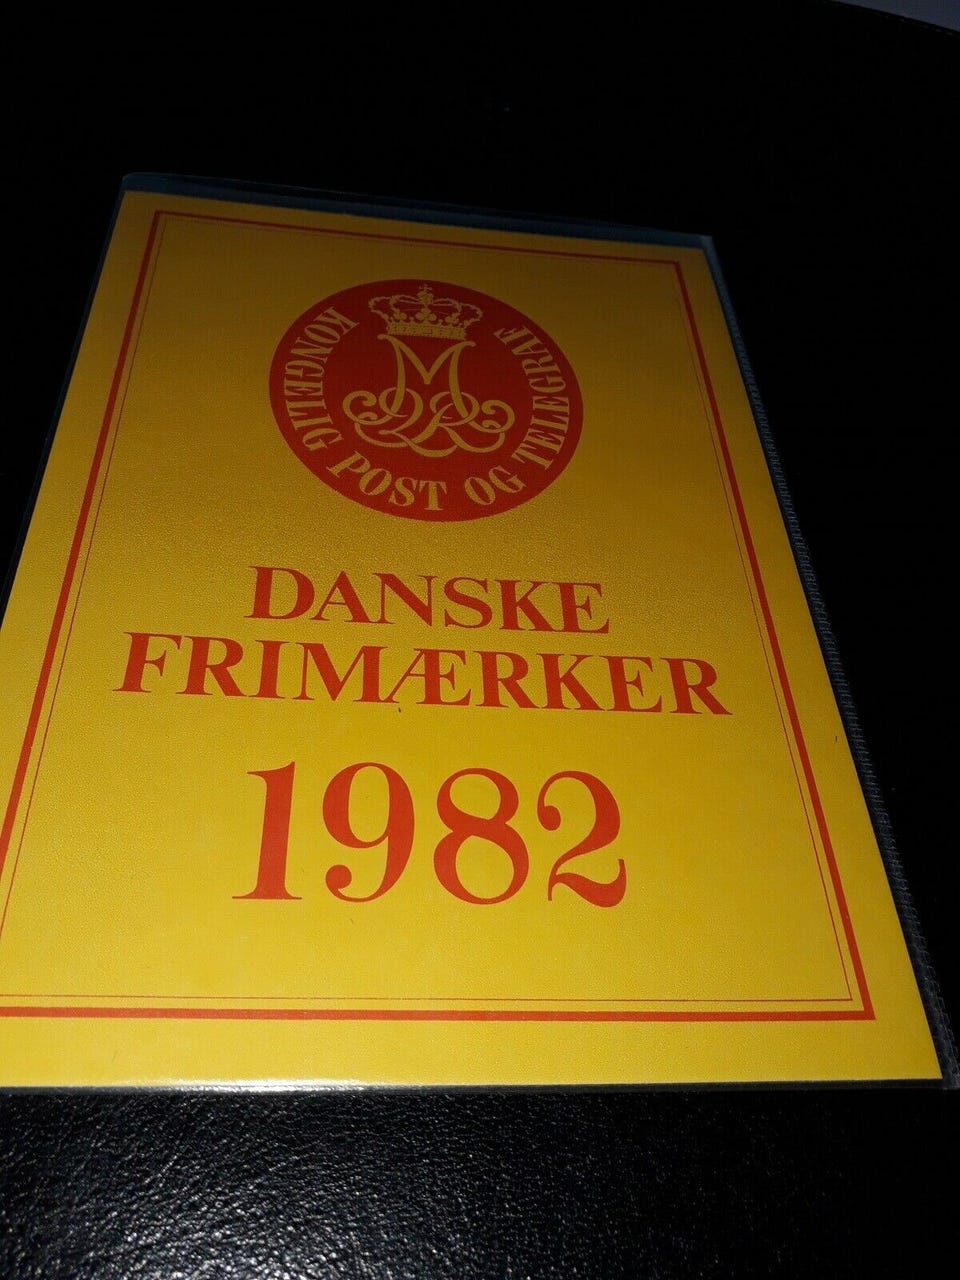 KONGELIG POST OG TELEGRAF
DANSKE
FRIMÆRKER
1982